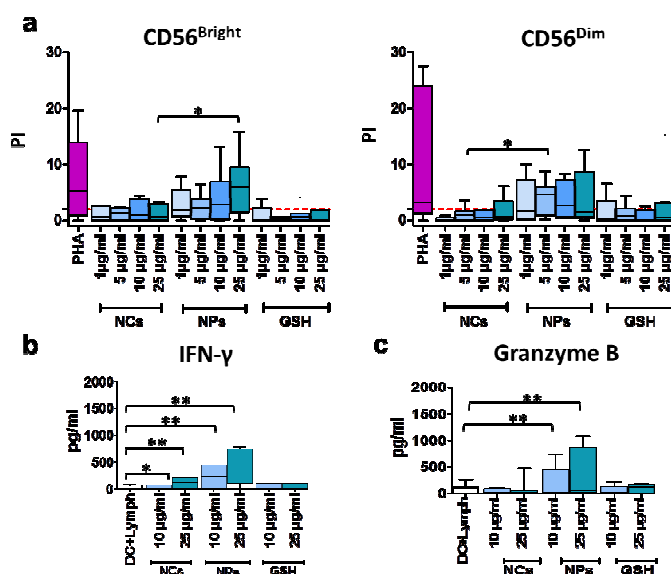 a
CD56Bright
CD56Dim
30
20
10
0
PI
*
PHA
1µg/ml
5 µg/ml
10 µg/ml
25 µg/ml
1µg/ml
5 µg/ml
10 µg/ml
25 µg/ml
1µg/ml
5 µg/ml
10 µg/ml
25 µg/ml
NCs
NPs
GSH
30
20
10
0
PI
*
PHA
1µg/ml
5 µg/ml
10 µg/ml
25 µg/ml
1µg/ml
5 µg/ml
10 µg/ml
25 µg/ml
1µg/ml
5 µg/ml
10 µg/ml
25 µg/ml
NCs
NPs
GSH
b
IFN-γ
2000
1500
1000
500
0
pg/ml
**
**
**
*
DC+Lymph
10 µg/ml
25 µg/ml
10 µg/ml
25 µg/ml
10 µg/ml
25 µg/ml
NCs
NPs
GSH
c
Granzyme B
2000
1500
1000
500
0
pg/ml
**
**
DC+Lymph
10 µg/ml
25 µg/ml
10 µg/ml
25 µg/ml
10 µg/ml
25 µg/ml
NCs
NPs
GSH